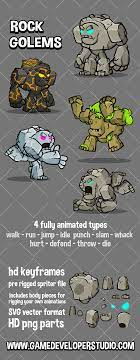 ROCK
GOLEMS
4 fully animated types
walk - run - jump - idle punch - slam - whack
hurt - defend - throw - die
hd keyframes
pre rigged spriter file
Includes body pieces for
rigging your own animations
SVG vector format
HD png parts
WWW.GAMEDEVELOPERSTUDIO.COM